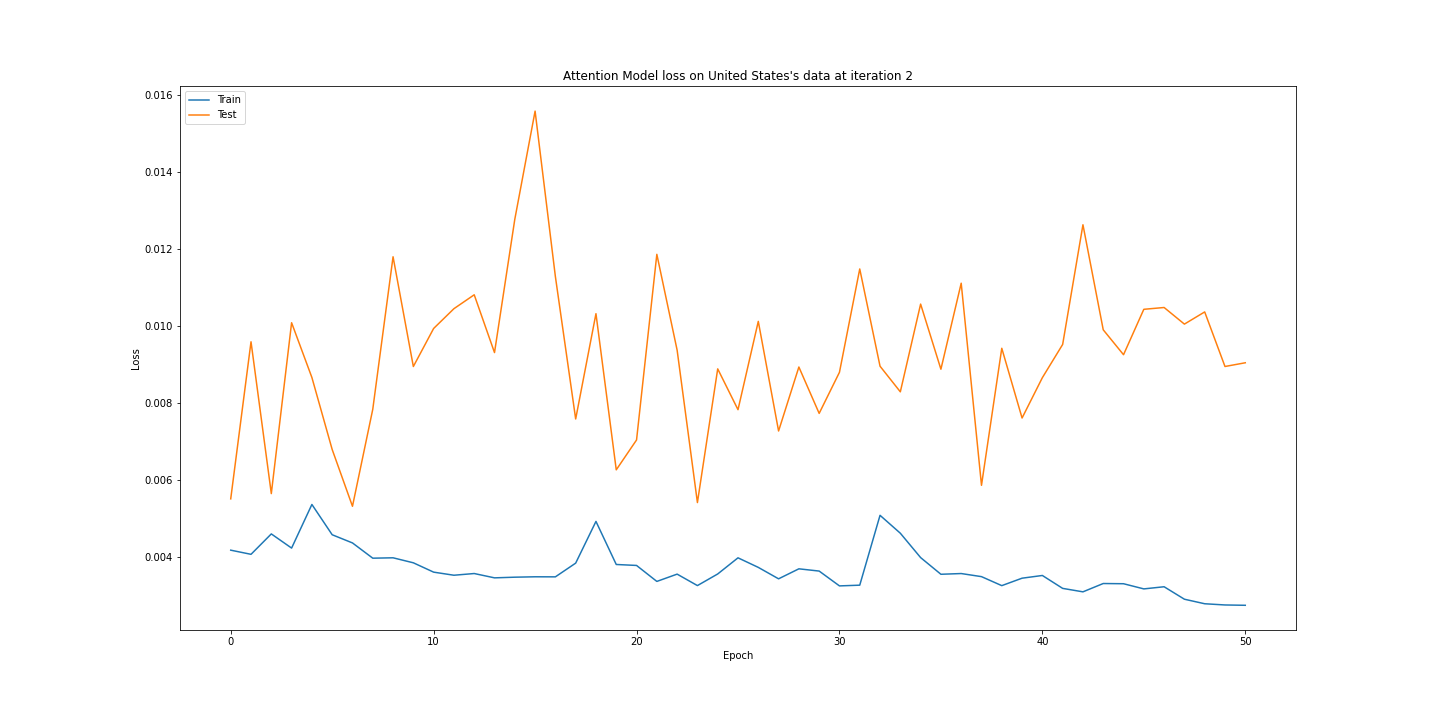 Attention Model loss on United States's data at iteration 2
Train
Test
0.016
0.014
0.012
0.010
0.008
0.006
0.004
Loss
0 10 20 30 40 50
Epoch